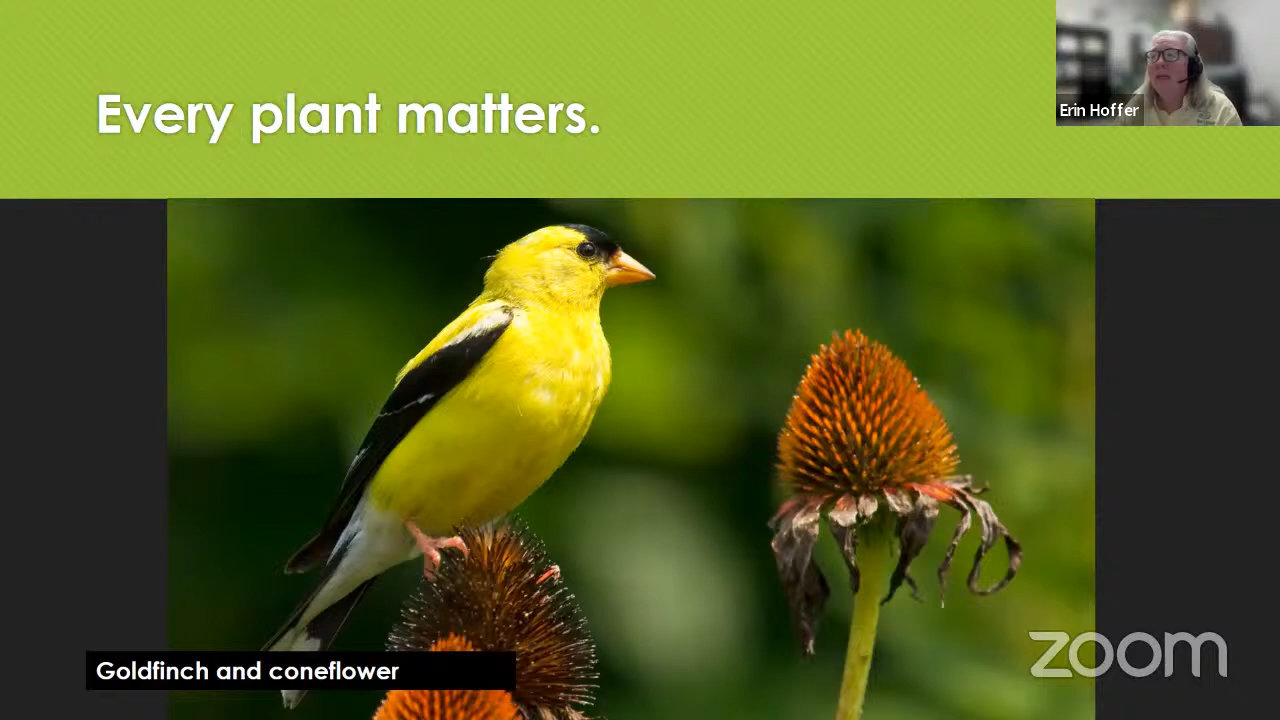 Every plant matters.
Erin Hoffer
Goldfinch and coneflower
zoom